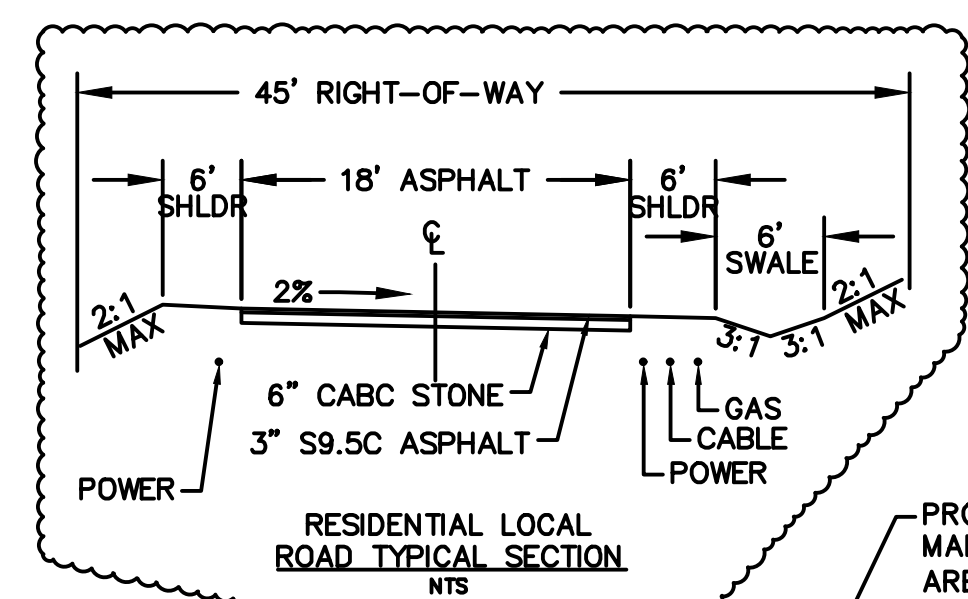 45' RIGHT-OF-WAY
6'
SHLDR
18' ASPHALT
6'
SHLDR
6'
SWALE
℄
2%
2:1
MAX
3:1
3:1
2:1
MAX
6" CABC STONE
3" S9.5C ASPHALT
GAS
CABLE
POWER
POWER
RESIDENTIAL LOCAL
ROAD TYPICAL SECTION
NTS